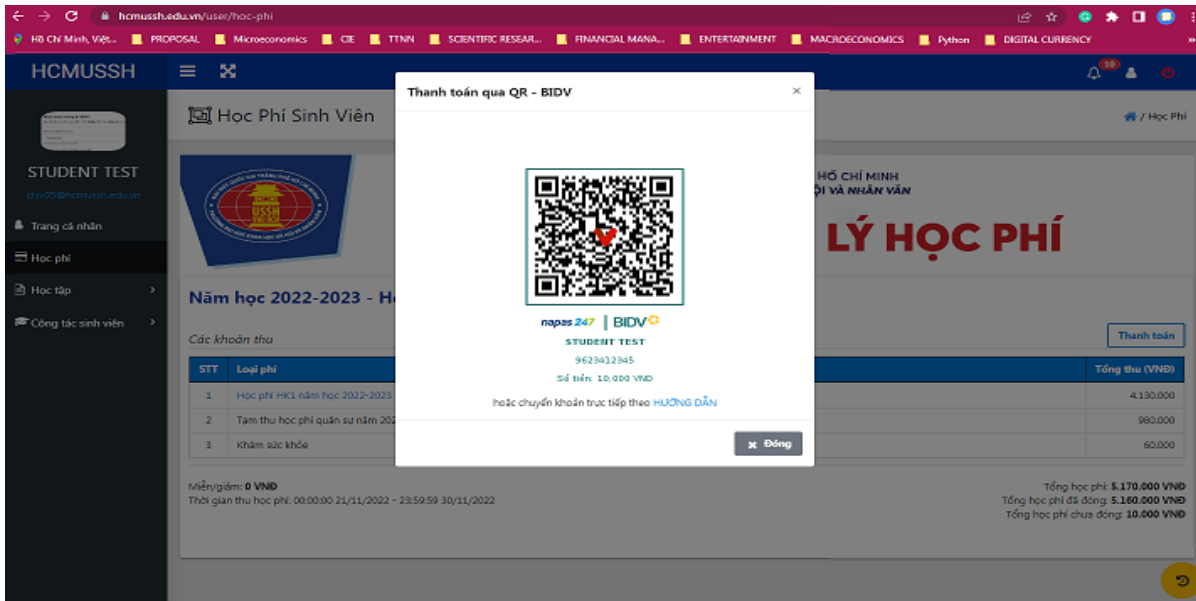 hcmussh.edu.vn/user/hoc-phi
Hồ Chí Minh, Việt... PROPOSAL Microeconomics CIE TTNN SCIENTIFIC RESEAR... FINANCIAL MANA... ENTERTAINMENT MACROECONOMICS Python DIGITAL CURRENCY »
HCMUSSH
10
Thanh toán qua QR - BIDV ×
Học Phí Sinh Viên
/ Học Phí
STUDENT TEST
ctsv05@hcmussh.edu.vn
Trang cá nhân
Học phí
Học tập
Công tác sinh viên
USSH
VNU-HCM
HỒ CHÍ MINH
ỘI VÀ NHÂN VĂN
LÝ HỌC PHÍ
napas 247 | BIDV
STUDENT TEST
9623412345
Số tiền: 10,000 VND
hoặc chuyển khoản trực tiếp theo HƯỚNG DẪN
Đóng
Năm học 2022-2023 - H
Các khoản thu
Thanh toán
STT Loại phí Tổng thu (VNĐ)
1 Học phí HK1 năm học 2022-2023 4.130.000
2 Tạm thu học phí quân sự năm 202 980.000
3 Khám sức khỏe 60.000
Miễn/giảm: 0 VNĐ
Thời gian thu học phí: 00:00:00 21/11/2022 - 23:59:59 30/11/2022
Tổng học phí: 5.170.000 VNĐ
Tổng học phí đã đóng: 5.160.000 VNĐ
Tổng học phí chưa đóng: 10.000 VNĐ